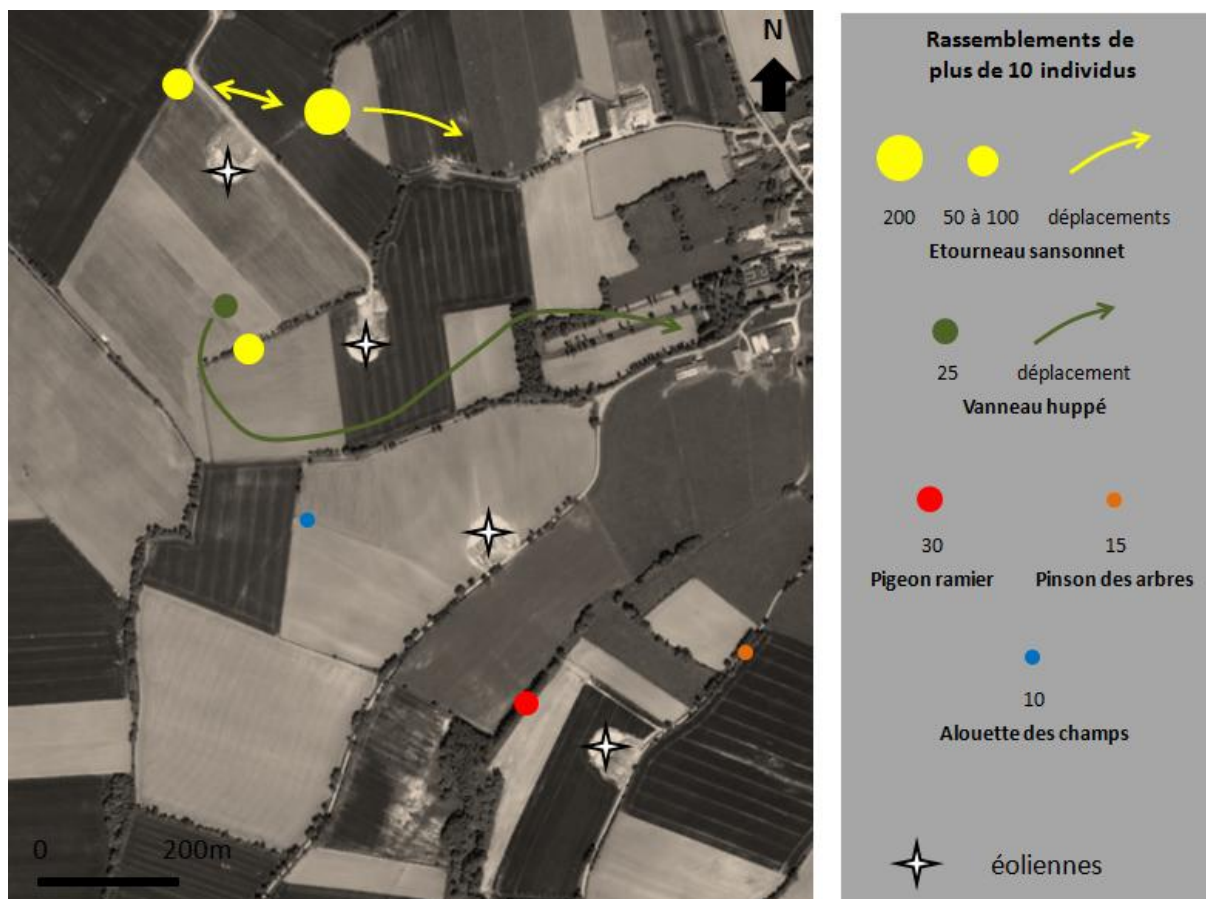 N
0 200m
Rassemblements de
plus de 10 individus
200 50 à 100 déplacements
Etourneau sansonnet
25 déplacement
Vanneau huppé
30 15
Pigeon ramier Pinson des arbres
10
Alouette des champs
éoliennes